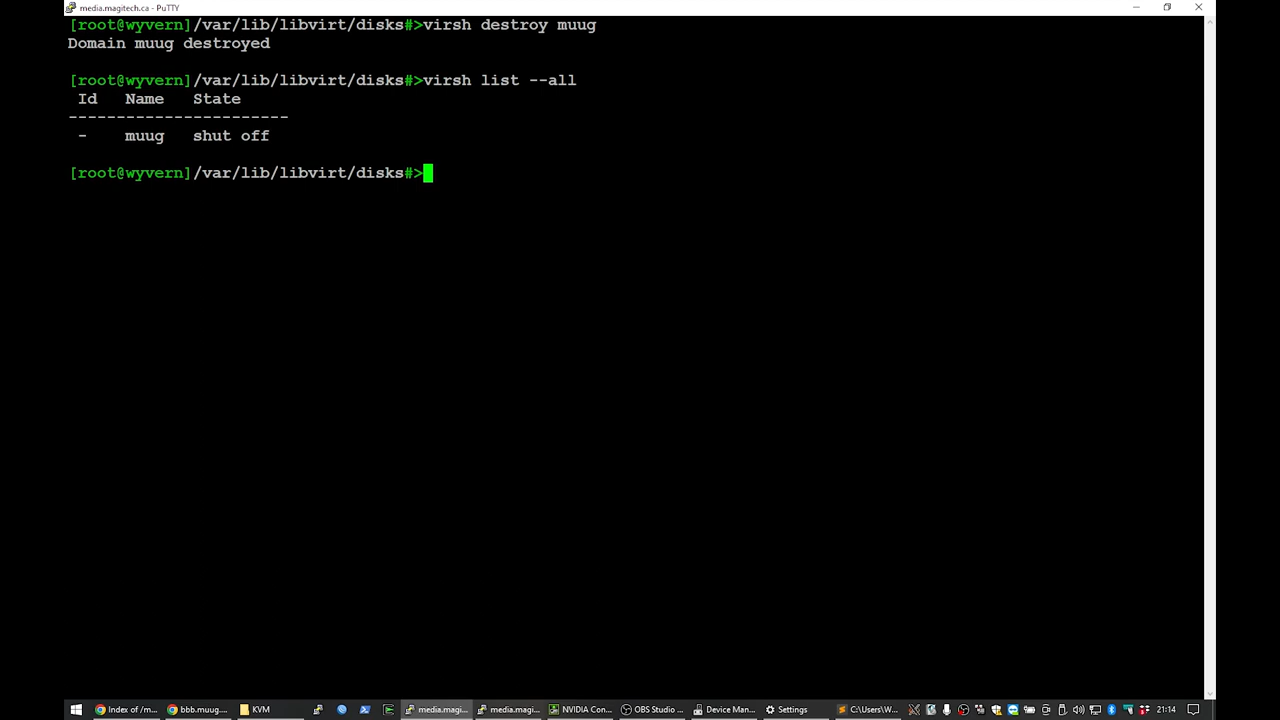 media.magitech.ca - PuTTY
[root@wyvern]/var/lib/libvirt/disks#>virsh destroy muug
Domain muug destroyed
[root@wyvern]/var/lib/libvirt/disks#>virsh list --all
Id Name State
-----------------------
- muug shut off
[root@wyvern]/var/lib/libvirt/disks#>
Index of /m... bbb.muug.... KVM media.magi... media.magi... NVIDIA Con... OBS Studio ... Device Man... Settings C:\Users\W... 21:14